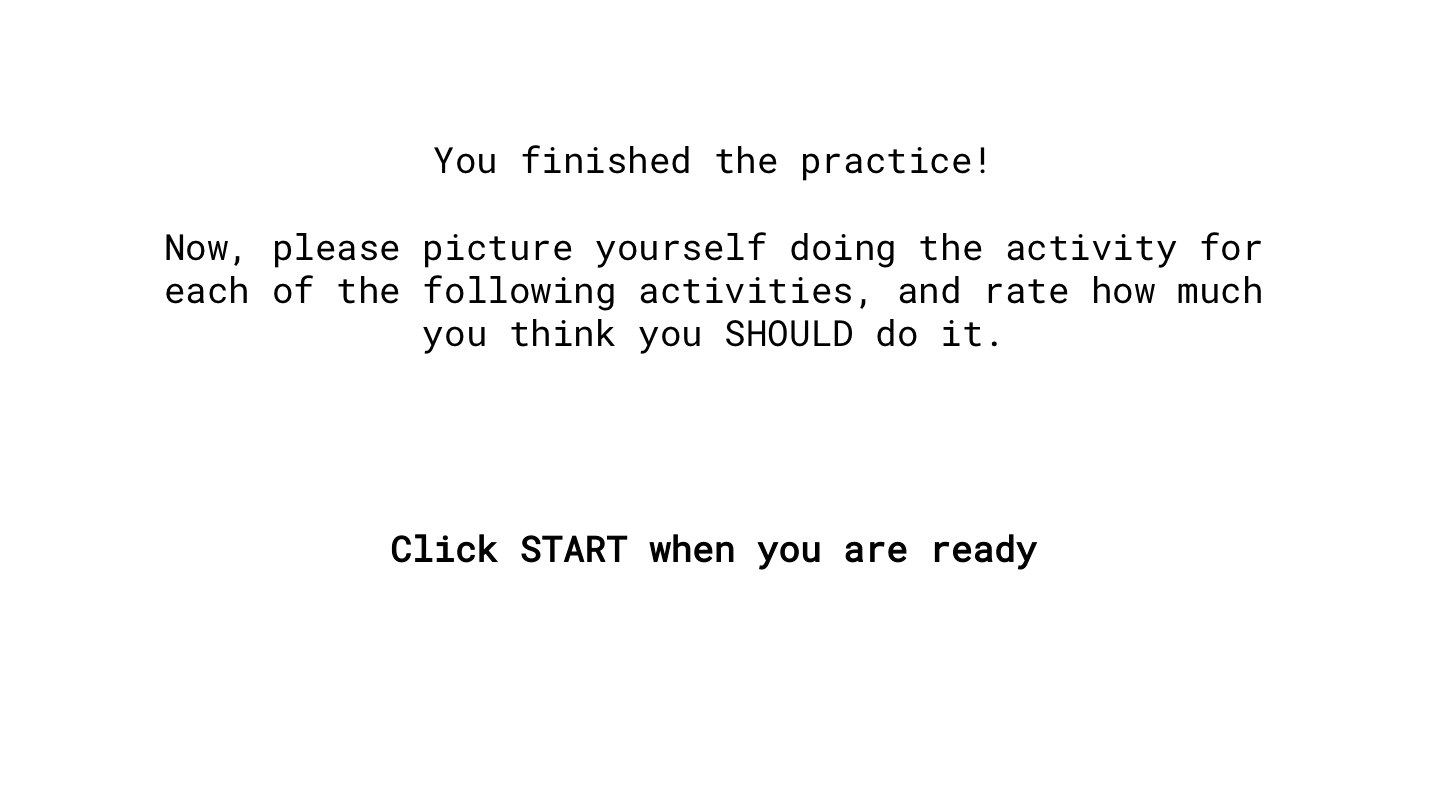 You finished the practice!
Now, please picture yourself doing the activity for
each of the following activities, and rate how much
you think you SHOULD do it.
Click START when you are ready